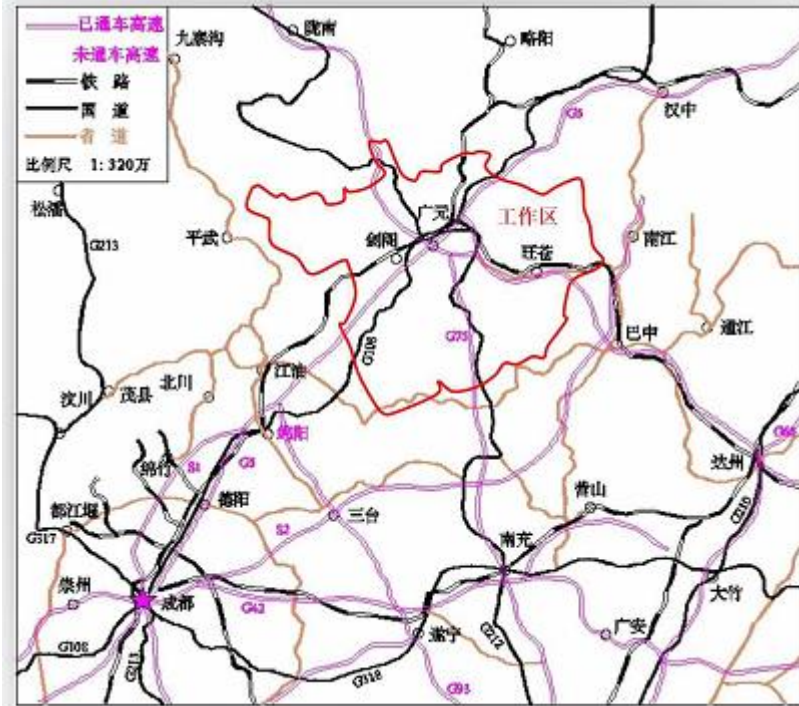 已通车高速
未通车高速
铁 路
国 道
省 道
比例尺 1:320万
九寨沟
陇南
略阳
汉中
G5
松潘
G213
平武
广元
工作区
剑阁
旺苍
南江
G108
G75
巴中
通江
江油
北川
茂县
汶川
绵阳
绵竹
S1
G5
德阳
都江堰
G317
S2
三台
营山
达州
G65
G210
南充
崇州
成都
G42
遂宁
G212
广安
大竹
G108
G213
G318
G93